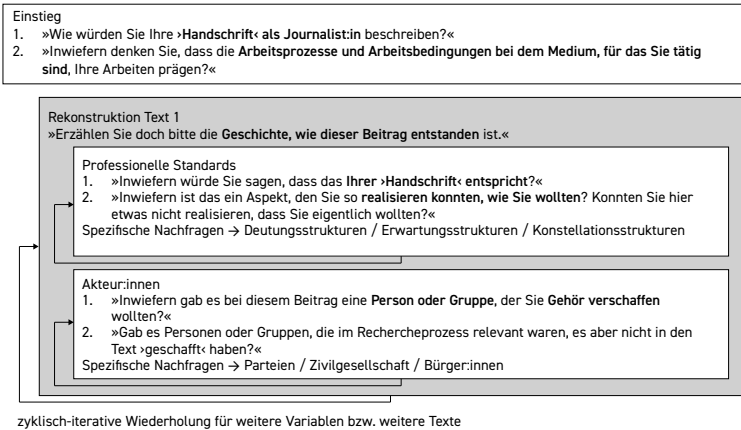 Einstieg
1. »Wie würden Sie Ihre ›Handschrift‹ als Journalist:in beschreiben?«
2. »Inwiefern denken Sie, dass die Arbeitsprozesse und Arbeitsbedingungen bei dem Medium, für das Sie tätig
sind, Ihre Arbeiten prägen?«
Rekonstruktion Text 1
»Erzählen Sie doch bitte die Geschichte, wie dieser Beitrag entstanden ist.«
Professionelle Standards
1. »Inwiefern würde Sie sagen, dass das Ihrer ›Handschrift‹ entspricht?«
2. »Inwiefern ist das ein Aspekt, den Sie so realisieren konnten, wie Sie wollten? Konnten Sie hier
etwas nicht realisieren, dass Sie eigentlich wollten?«
Spezifische Nachfragen → Deutungsstrukturen / Erwartungsstrukturen / Konstellationsstrukturen
Akteur:innen
1. »Inwiefern gab es bei diesem Beitrag eine Person oder Gruppe, der Sie Gehör verschaffen
wollten?«
2. »Gab es Personen oder Gruppen, die im Rechercheprozess relevant waren, es aber nicht in den
Text ›geschafft‹ haben?«
Spezifische Nachfragen → Parteien / Zivilgesellschaft / Bürger:innen
zyklisch-iterative Wiederholung für weitere Variablen bzw. weitere Texte